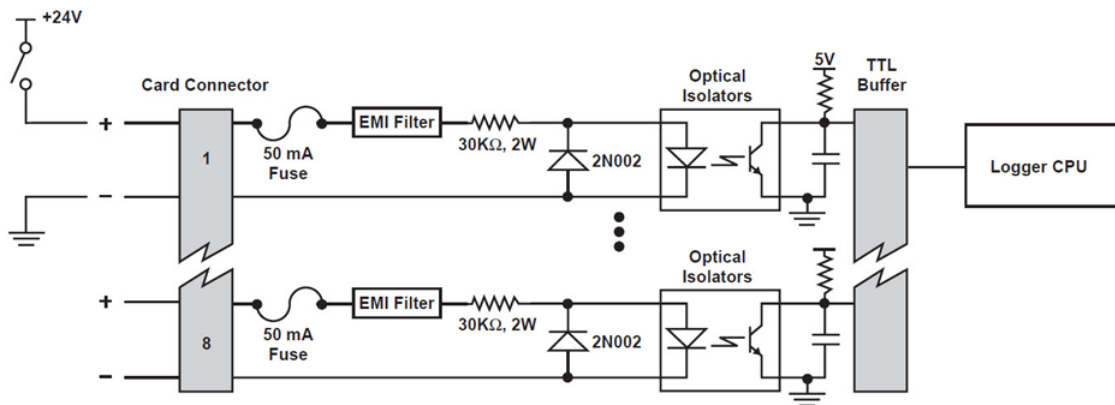 +24V
Card Connector
Optical
Isolators
5V
TTL
Buffer
+
EMI Filter
30KΩ, 2W
50 mA
Fuse
1
2N002
Logger CPU
−
Optical
Isolators
+
EMI Filter
30KΩ, 2W
50 mA
Fuse
8
2N002
−